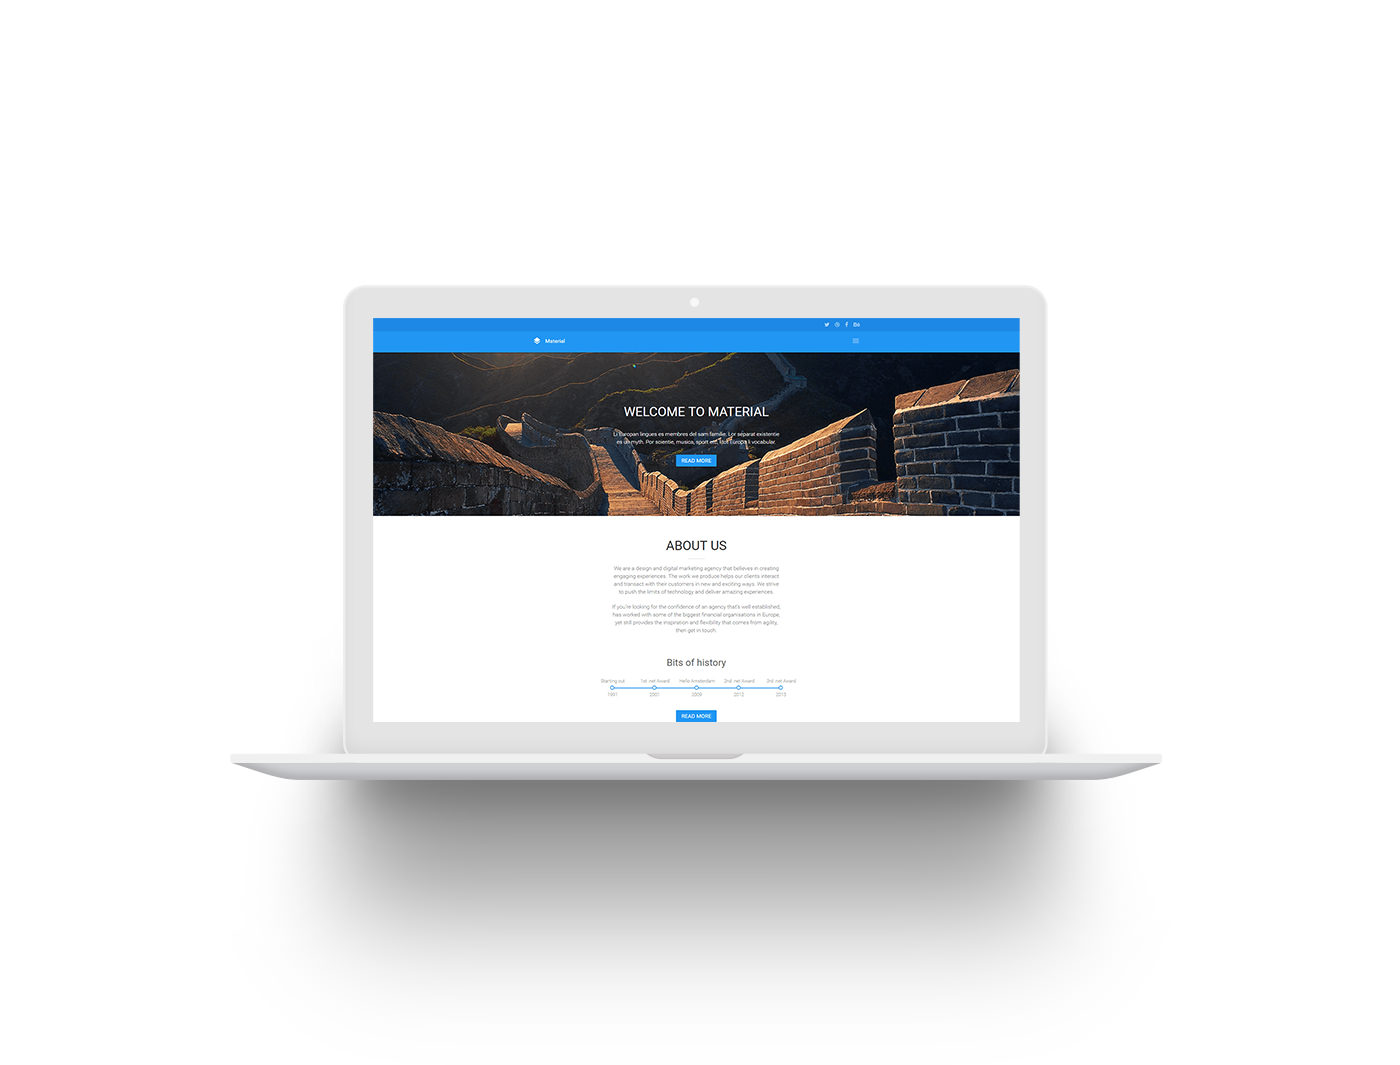 Bē
Material
WELCOME TO MATERIAL
Li Europan lingues es membres del sam familie. Lor separat existentie
es un myth. Por scientie, musica, sport etc, litot Europa li vocabular.
READ MORE
ABOUT US
We are a design and digital marketing agency that believes in creating
engaging experiences. The work we produce helps our clients interact
and transact with their customers in new and exciting ways. We strive
to push the limits of technology and deliver amazing experiences.
If you're looking for the confidence of an agency that's well established,
has worked with some of the biggest financial organisations in Europe,
yet still provides the inspiration and flexibility that comes from agility,
then get in touch.
Bits of history
Starting out 1st .net Award Hello Amsterdam 2nd .net Award 3rd .net Award
1991 2001 2009 2012 2013
READ MORE